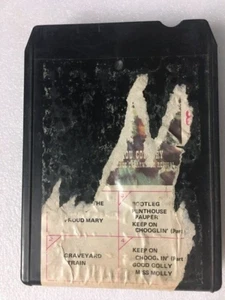 THE
PROUD MARY
BOOTLEG
PENTHOUSE
PAUPER
KEEP ON
CHOOGLIN' (Part
GRAVEYARD
TRAIN
KEEP ON
CHOOGLIN' (Part
GOOD GOLLY
MISS MOLLY